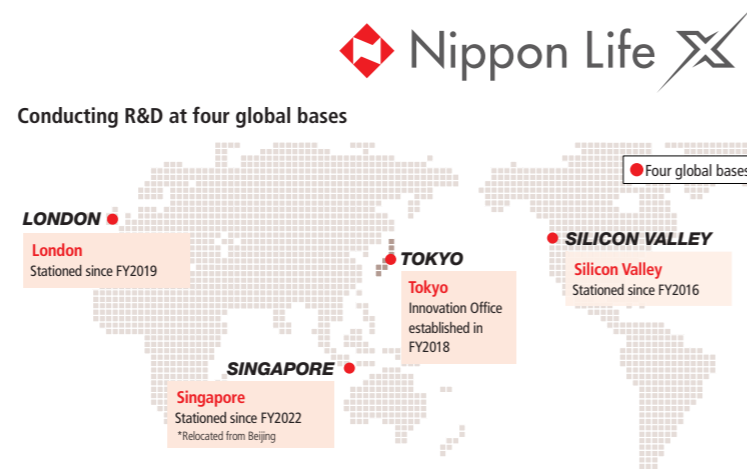 Nippon Life X
Conducting R&D at four global bases
Four global bases
LONDON
London
Stationed since FY2019
TOKYO
Tokyo
Innovation Office
established in
FY2018
SILICON VALLEY
Silicon Valley
Stationed since FY2016
SINGAPORE
Singapore
Stationed since FY2022
*Relocated from Beijing